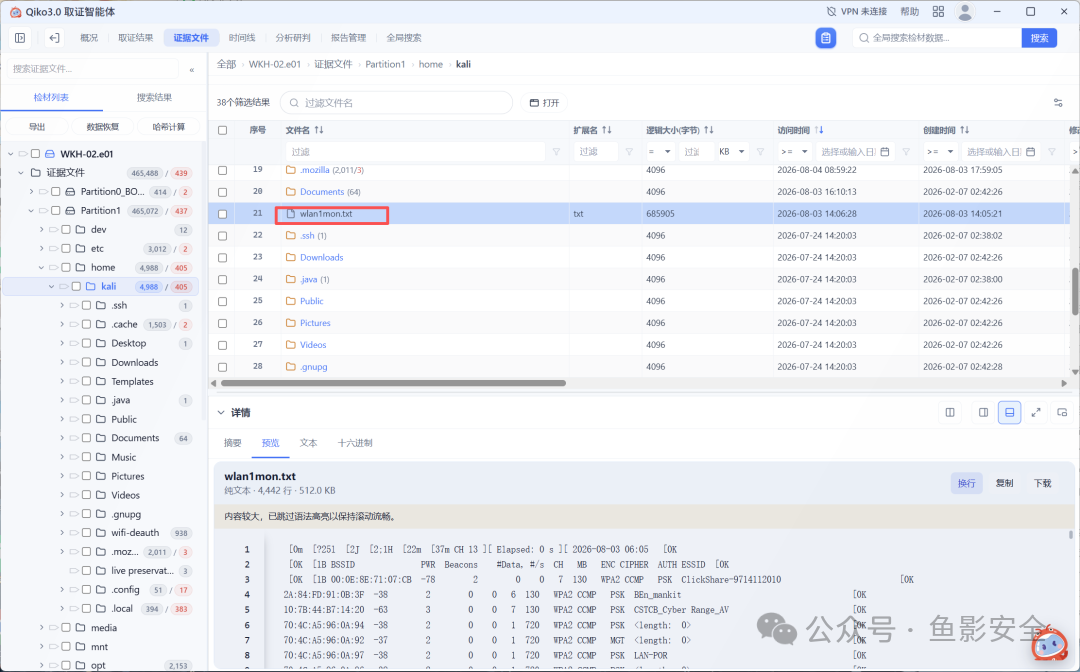 Qiko3.0 取证智能体
VPN 未连接 帮助
概况 取证结果 证据文件 时间线 分析研判 报告管理 全局搜索
全局搜索检材数据... 搜索
搜索证据文件... «
检材列表 搜索结果
导出 数据恢复 哈希计算
WKH-02.e01
证据文件 465,488 / 439
Partition0_BO... 414 / 2
Partition1 465,072 / 437
dev 12
etc 3,012 / 2
home 4,988 / 405
kali 4,988 / 405
.ssh 1
.cache 1,503 / 2
Desktop 1
Downloads
Templates
.java 1
Public
Documents 64
Music
Pictures
Videos
.gnupg
wifi-deauth 938
.moz... 2,011 / 3
live preservat... 3
.config 51 / 17
.local 394 / 383
media
mnt
opt 2,153
全部 › WKH-02.e01 › 证据文件 › Partition1 › home › kali
38个筛选结果 过滤文件名 打开
序号 文件名 扩展名 逻辑大小(字节) 访问时间 创建时间
过滤 过滤 = 过滤 KB >= 选择或输入日 >= 选择或输入日
19 .mozilla (2,011/3) 4096 2026-08-04 08:59:22 2026-08-03 17:59:05
20 Documents (64) 4096 2026-08-03 16:10:13 2026-02-07 02:42:26
21 wlan1mon.txt txt 685905 2026-08-03 14:06:28 2026-08-03 14:05:21
22 .ssh (1) 4096 2026-07-24 14:20:03 2026-02-07 02:38:02
23 Downloads 4096 2026-07-24 14:20:03 2026-02-07 02:42:26
24 .java (1) 4096 2026-07-24 14:20:03 2026-02-07 02:38:00
25 Public 4096 2026-07-24 14:20:03 2026-02-07 02:42:26
26 Pictures 4096 2026-07-24 14:20:03 2026-02-07 02:42:26
27 Videos 4096 2026-07-24 14:20:03 2026-02-07 02:42:26
28 .gnupg 4096 2026-07-24 14:20:03 2026-02-07 02:42:28
详情
摘要 预览 文本 十六进制
wlan1mon.txt
纯文本 · 4,442 行 · 512.0 KB
换行 复制 下载
内容较大，已跳过语法高亮以保持滚动流畅。
1 [0m [?25l [2J [2;1H [22m [37m CH 13 ][ Elapsed: 0 s ][ 2026-08-03 06:05 [0K
2 [0K [1B BSSID PWR Beacons #Data, #/s CH MB ENC CIPHER AUTH ESSID [0K
3 [0K [1B 00:0E:8E:71:07:CB -78 2 0 0 7 130 WPA2 CCMP PSK ClickShare-9714112010 [0K
4 2A:84:FD:91:0B:3F -38 2 0 0 6 130 WPA2 CCMP PSK BEn_mankit [0K
5 10:7B:44:B7:14:20 -63 3 0 0 7 130 WPA2 CCMP PSK CSTCB_Cyber Range_AV [0K
6 70:4C:A5:96:0A:94 -38 2 0 0 1 720 WPA2 CCMP PSK <length: 0> [0K
7 70:4C:A5:96:0A:92 -37 2 0 0 1 720 WPA2 CCMP MGT <length: 0> [0K
8 70:4C:A5:96:0A:97 -38 2 0 0 1 720 WPA2 CCMP PSK LAN-POR [0K
公众号 · 鱼影安全